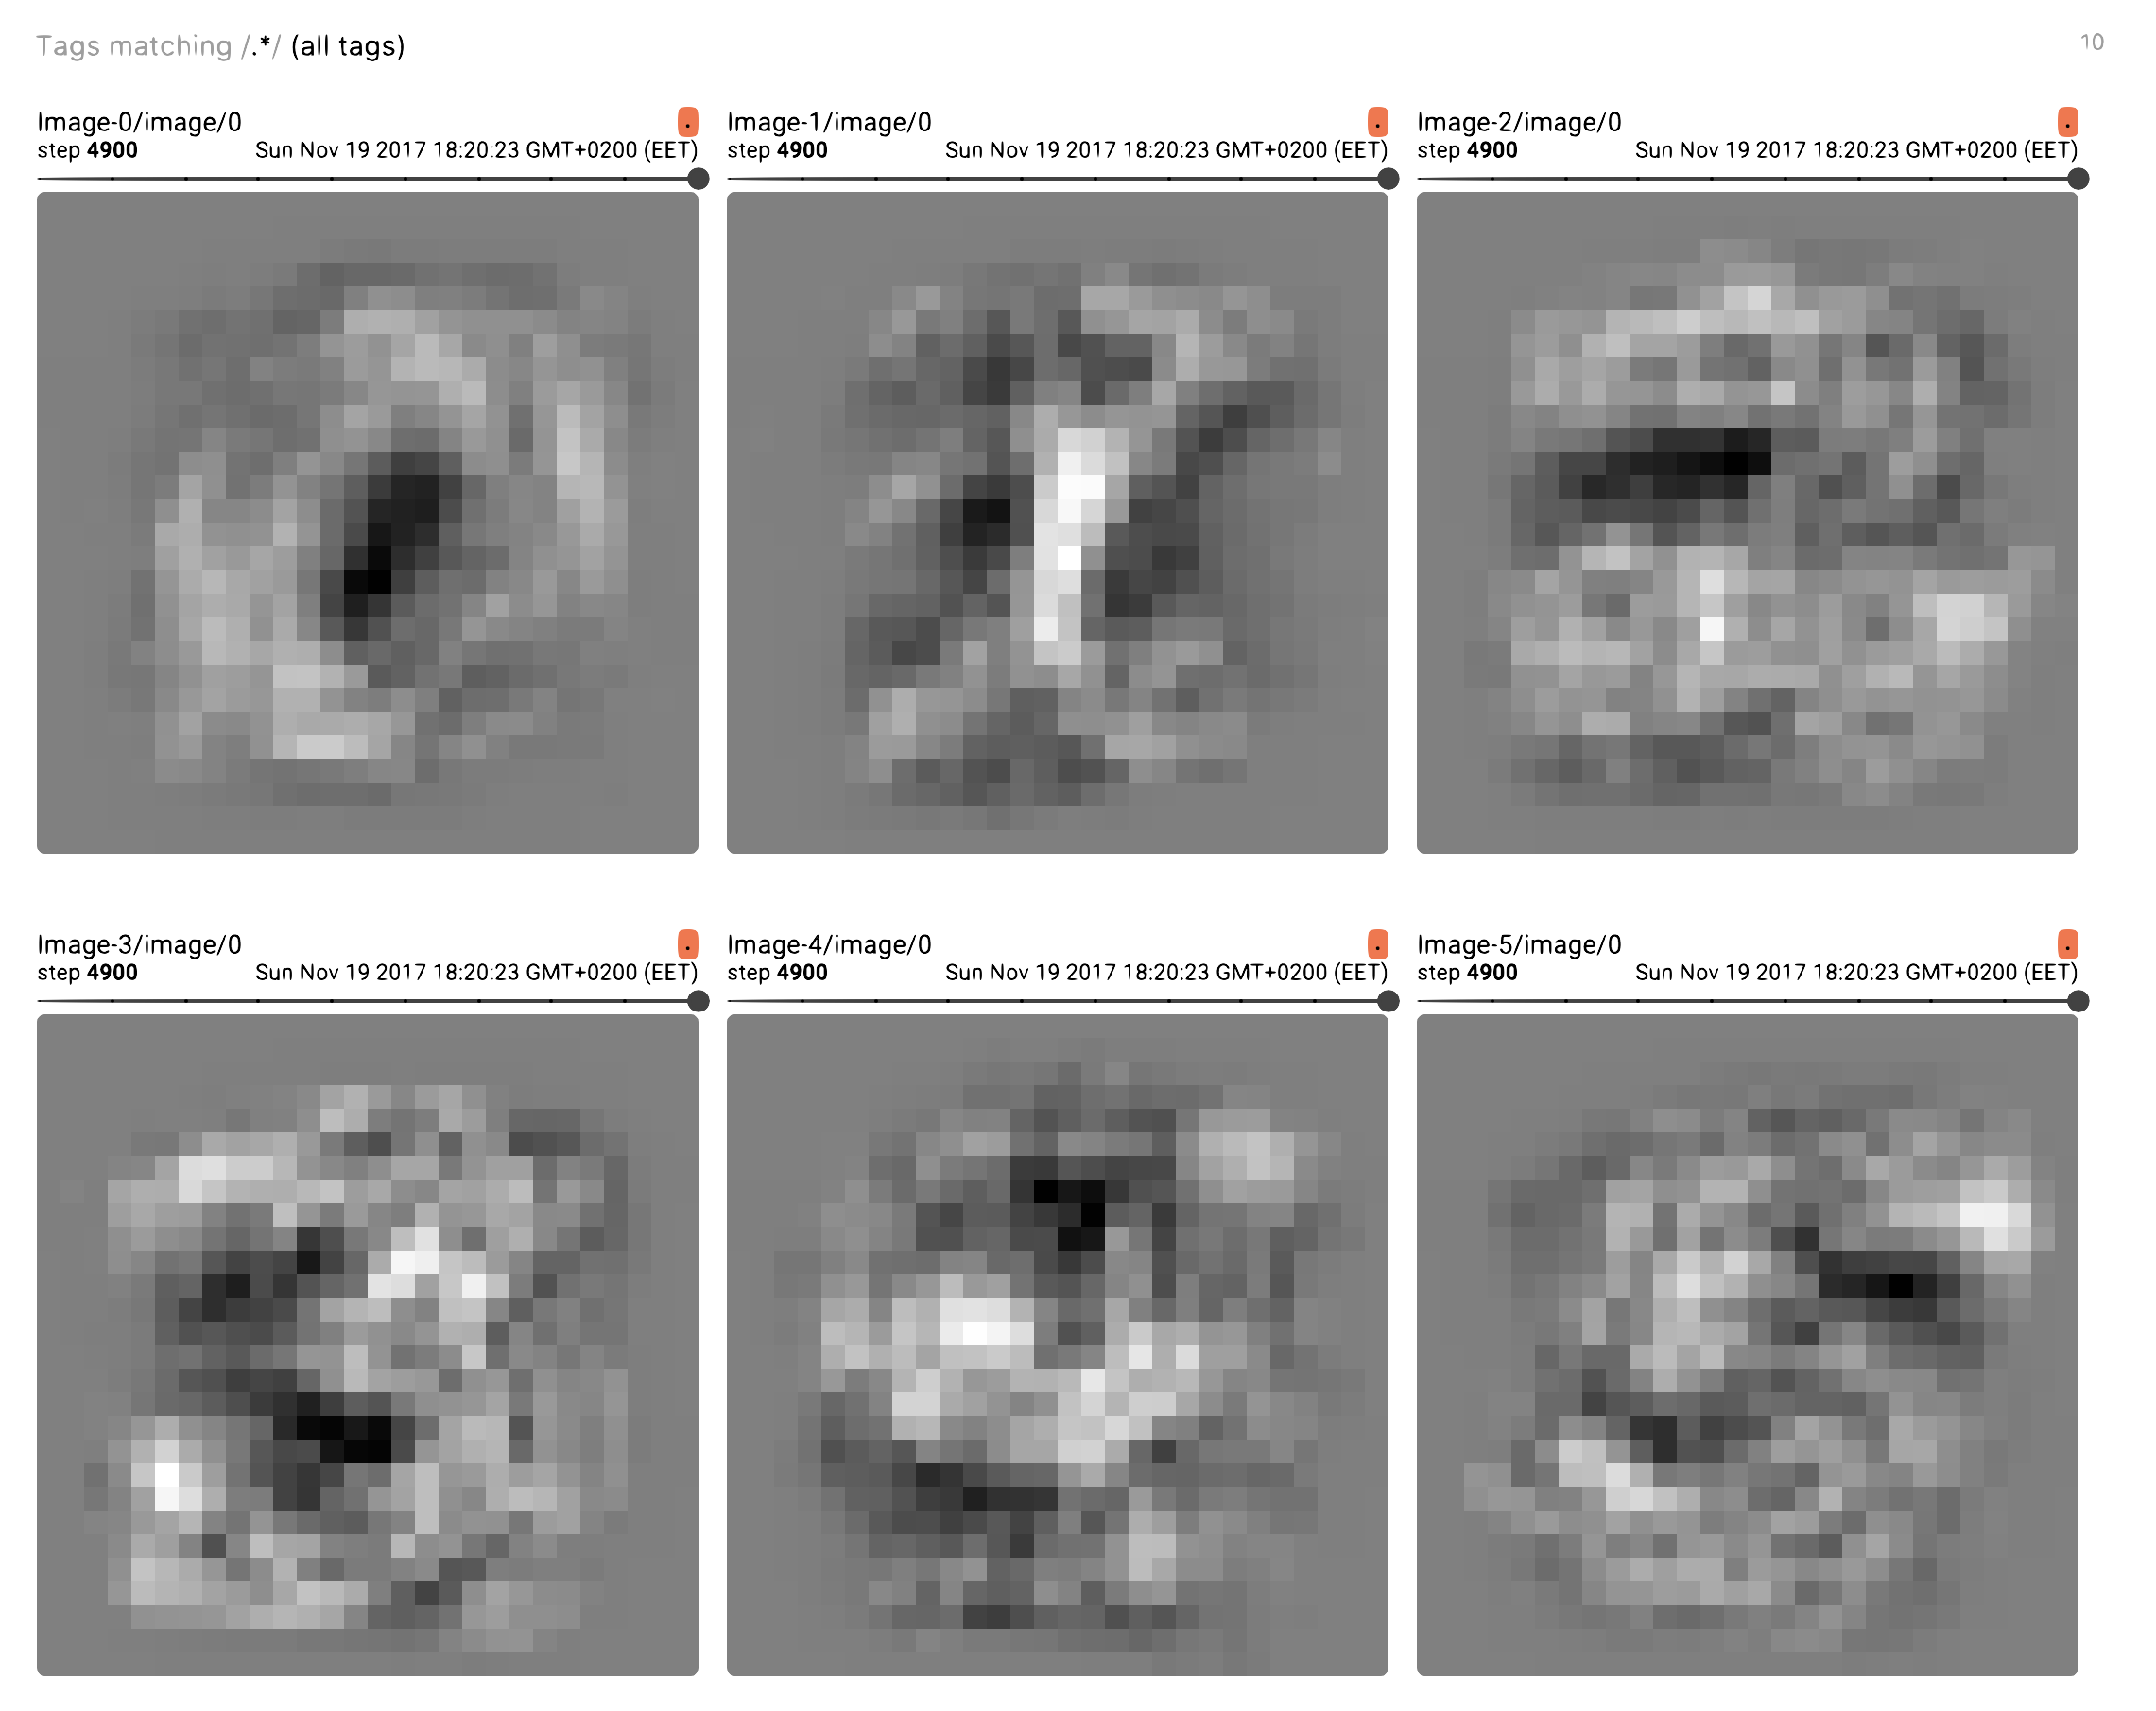 Tags matching /.*/ (all tags) 10
Image-0/image/0 .
step 4900 Sun Nov 19 2017 18:20:23 GMT+0200 (EET)
Image-1/image/0 .
step 4900 Sun Nov 19 2017 18:20:23 GMT+0200 (EET)
Image-2/image/0 .
step 4900 Sun Nov 19 2017 18:20:23 GMT+0200 (EET)
Image-3/image/0 .
step 4900 Sun Nov 19 2017 18:20:23 GMT+0200 (EET)
Image-4/image/0 .
step 4900 Sun Nov 19 2017 18:20:23 GMT+0200 (EET)
Image-5/image/0 .
step 4900 Sun Nov 19 2017 18:20:23 GMT+0200 (EET)